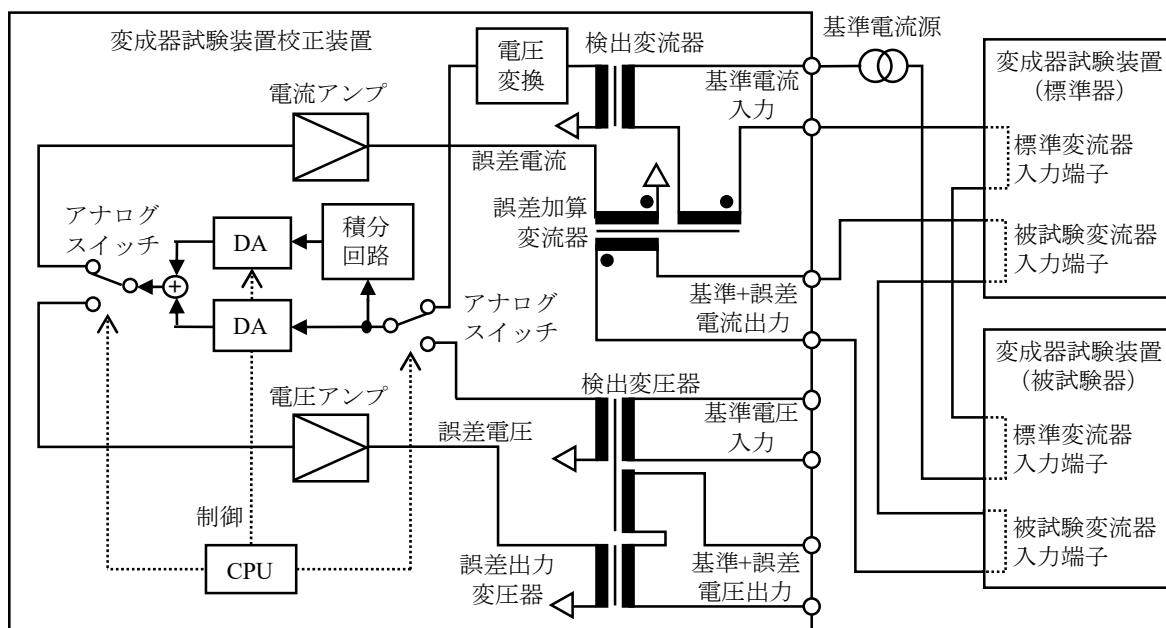 変成器試験装置校正装置
電流アンプ
電圧
変換
検出変流器
基準電流
入力
基準電流源
変成器試験装置
（標準器）
標準変流器
入力端子
被試験変流器
入力端子
誤差電流
誤差加算
変流器
アナログ
スイッチ
DA
積分
回路
+
DA
アナログ
スイッチ
基準+誤差
電流出力
変成器試験装置
（被試験器）
標準変流器
入力端子
被試験変流器
入力端子
電圧アンプ
誤差電圧
検出変圧器
基準電圧
入力
制御
CPU
誤差出力
変圧器
基準+誤差
電圧出力